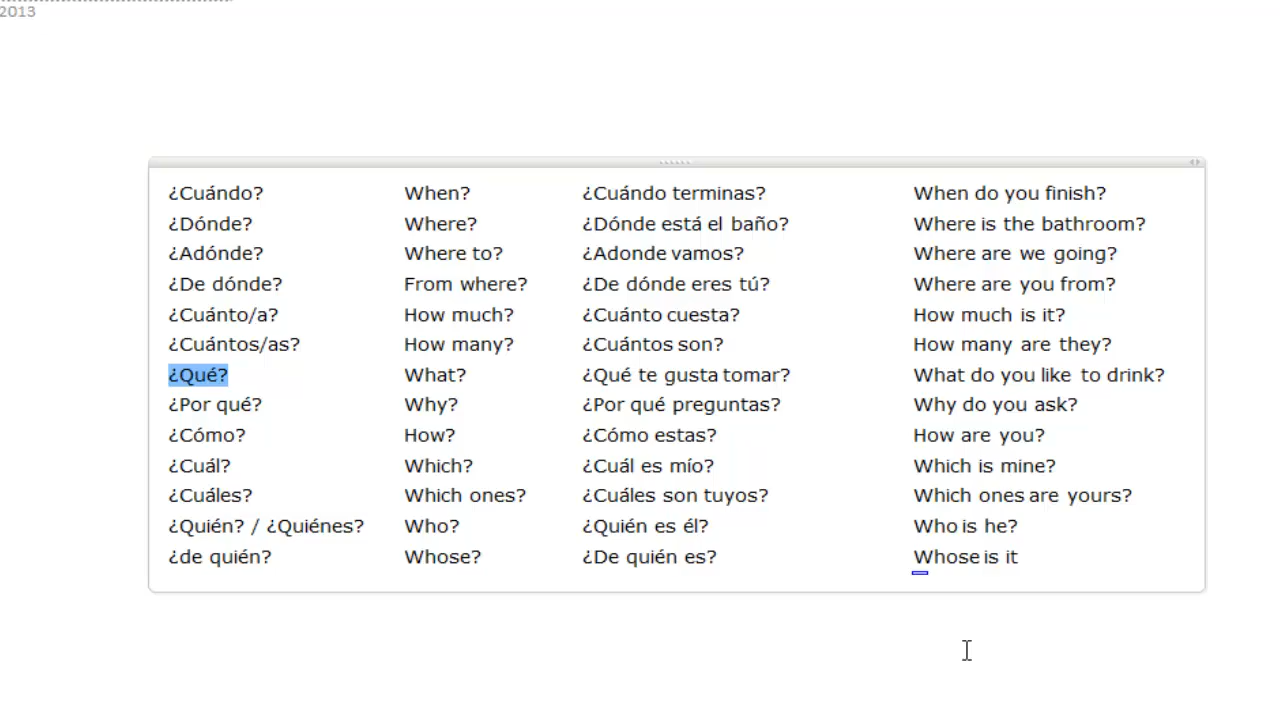 2013
¿Cuándo? When? ¿Cuándo terminas? When do you finish?
¿Dónde? Where? ¿Dónde está el baño? Where is the bathroom?
¿Adónde? Where to? ¿Adonde vamos? Where are we going?
¿De dónde? From where? ¿De dónde eres tú? Where are you from?
¿Cuánto/a? How much? ¿Cuánto cuesta? How much is it?
¿Cuántos/as? How many? ¿Cuántos son? How many are they?
¿Qué? What? ¿Qué te gusta tomar? What do you like to drink?
¿Por qué? Why? ¿Por qué preguntas? Why do you ask?
¿Cómo? How? ¿Cómo estas? How are you?
¿Cuál? Which? ¿Cuál es mío? Which is mine?
¿Cuáles? Which ones? ¿Cuáles son tuyos? Which ones are yours?
¿Quién? / ¿Quiénes? Who? ¿Quién es él? Who is he?
¿de quién? Whose? ¿De quién es? Whose is it